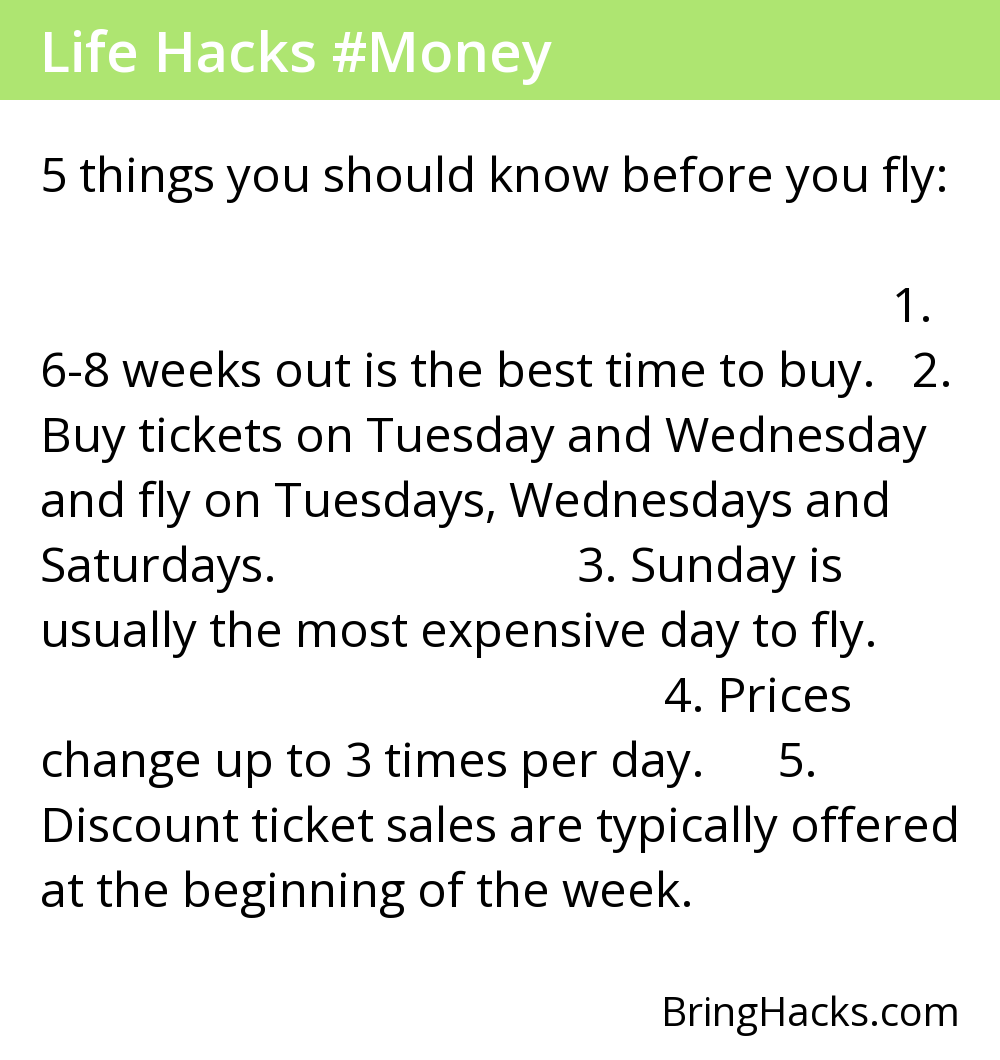 Life Hacks #Money
5 things you should know before you fly:
1.
6-8 weeks out is the best time to buy. 2.
Buy tickets on Tuesday and Wednesday
and fly on Tuesdays, Wednesdays and
Saturdays. 3. Sunday is
usually the most expensive day to fly.
4. Prices
change up to 3 times per day. 5.
Discount ticket sales are typically offered
at the beginning of the week.
BringHacks.com